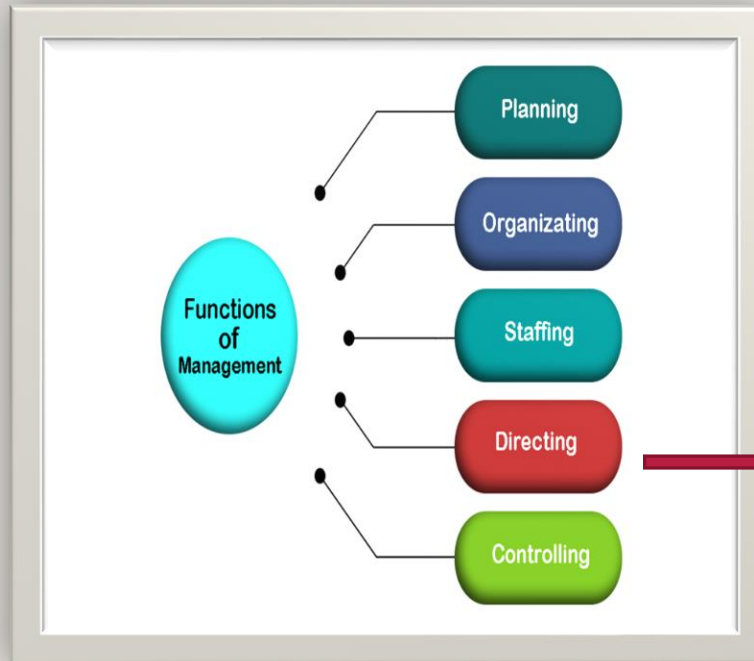 Functions
of
Management
Planning
Organizating
Staffing
Directing
Controlling